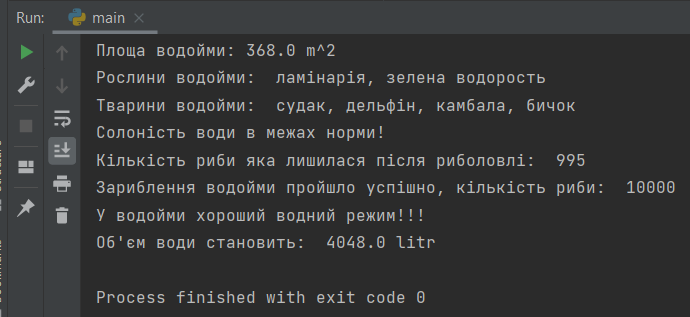 Run: main
Площа водойми: 368.0 m^2
Рослини водойми:  ламінарія, зелена водорость
Тварини водойми:  судак, дельфін, камбала, бичок
Солоність води в межах норми!
Кількість риби яка лишилася після риболовлі:  995
Зариблення водойми пройшло успішно, кількість риби:  10000
У водойми хороший водний режим!!!
Об'єм води становить:  4048.0 litr
Process finished with exit code 0